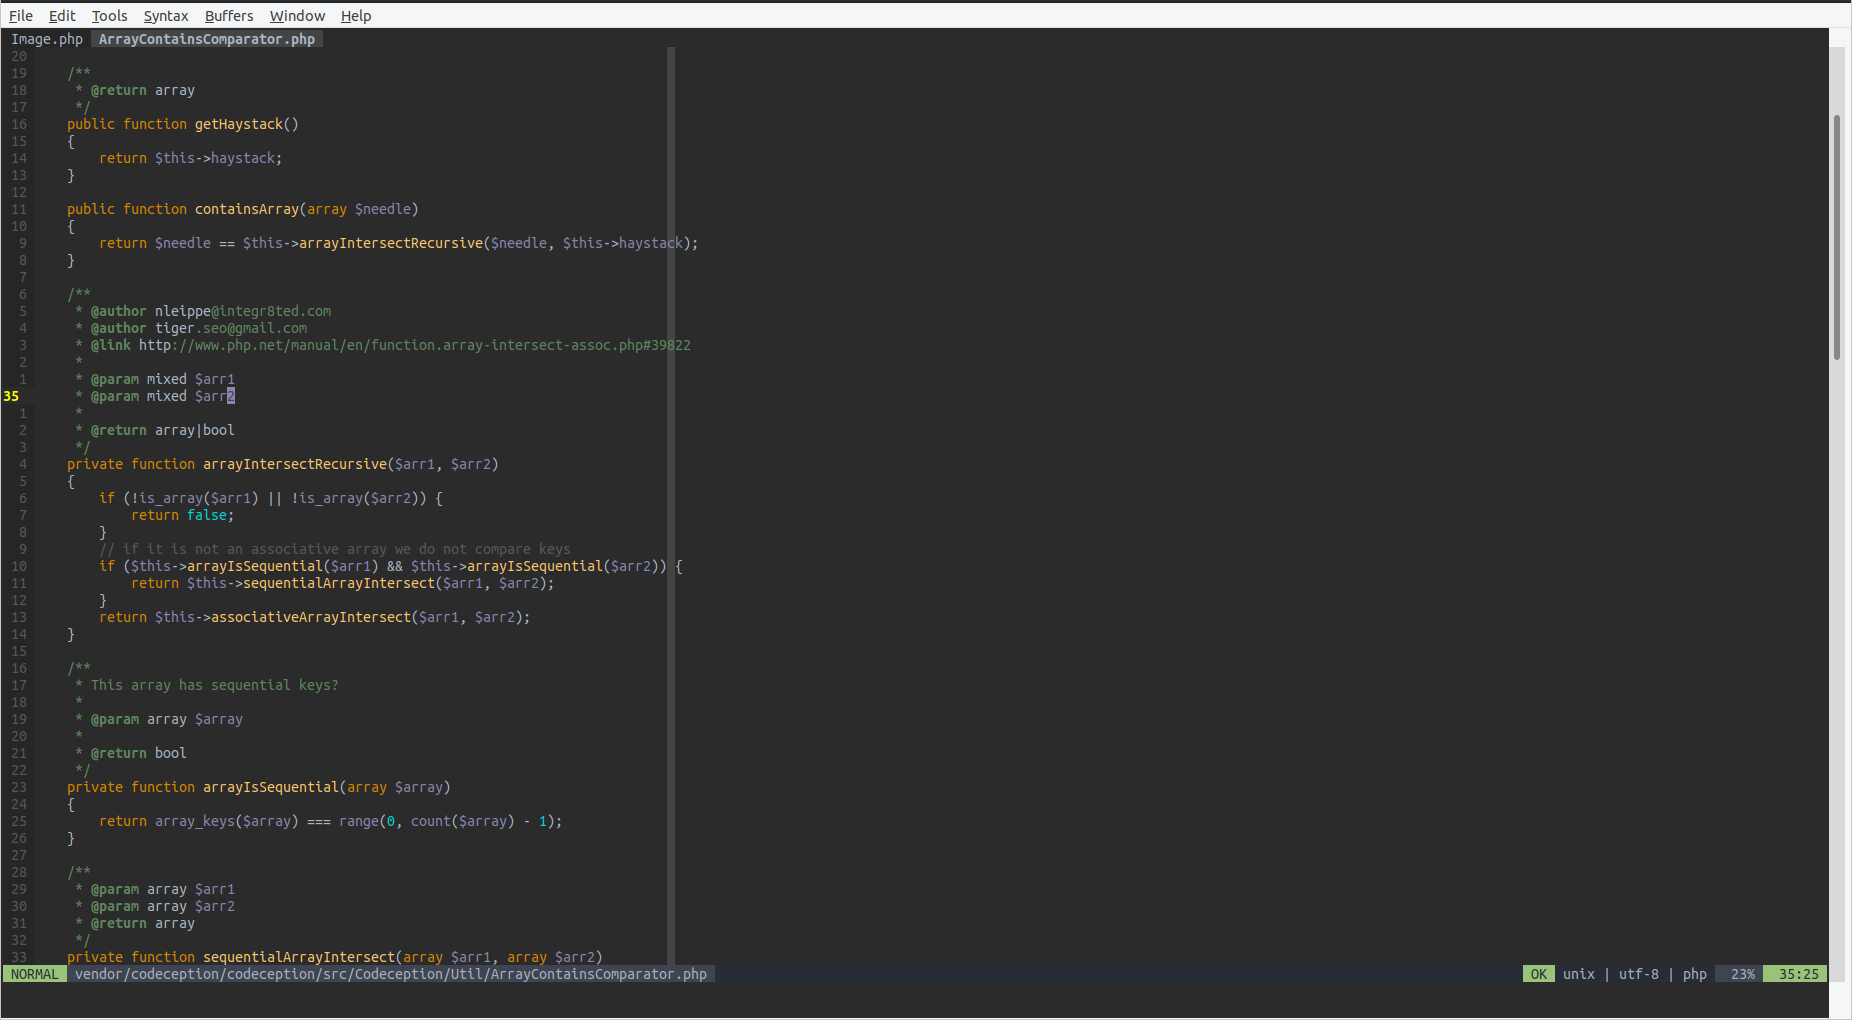 File Edit Tools Syntax Buffers Window Help
Image.php ArrayContainsComparator.php
20
19 /**
18 * @return array
17 */
16 public function getHaystack()
15 {
14 return $this->haystack;
13 }
12
11 public function containsArray(array $needle)
10 {
9 return $needle == $this->arrayIntersectRecursive($needle, $this->haystack);
8 }
7
6 /**
5 * @author nleippe@integr8ted.com
4 * @author tiger.seo@gmail.com
3 * @link http://www.php.net/manual/en/function.array-intersect-assoc.php#39822
2 *
1 * @param mixed $arr1
35 * @param mixed $arr2
1 *
2 * @return array|bool
3 */
4 private function arrayIntersectRecursive($arr1, $arr2)
5 {
6 if (!is_array($arr1) || !is_array($arr2)) {
7 return false;
8 }
9 // if it is not an associative array we do not compare keys
10 if ($this->arrayIsSequential($arr1) && $this->arrayIsSequential($arr2)) {
11 return $this->sequentialArrayIntersect($arr1, $arr2);
12 }
13 return $this->associativeArrayIntersect($arr1, $arr2);
14 }
15
16 /**
17 * This array has sequential keys?
18 *
19 * @param array $array
20 *
21 * @return bool
22 */
23 private function arrayIsSequential(array $array)
24 {
25 return array_keys($array) === range(0, count($array) - 1);
26 }
27
28 /**
29 * @param array $arr1
30 * @param array $arr2
31 * @return array
32 */
33 private function sequentialArrayIntersect(array $arr1, array $arr2)
NORMAL vendor/codeception/codeception/src/Codeception/Util/ArrayContainsComparator.php OK unix | utf-8 | php 23% 35:25